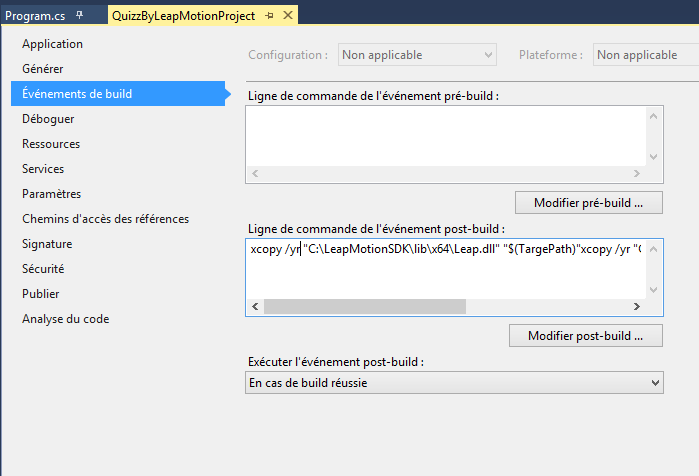 Program.cs
QuizzByLeapMotionProject
Application
Configuration :
Non applicable
Plateforme :
Non applicable
Générer
Événements de build
Ligne de commande de l'événement pré-build :
Déboguer
Ressources
Services
Paramètres
Modifier pré-build ...
Chemins d'accès des références
Ligne de commande de l'événement post-build :
Signature
xcopy /yr "C:\LeapMotionSDK\lib\x64\Leap.dll" "$(TargePath)"xcopy /yr "C
Sécurité
Publier
Analyse du code
Modifier post-build ...
Exécuter l'événement post-build :
En cas de build réussie